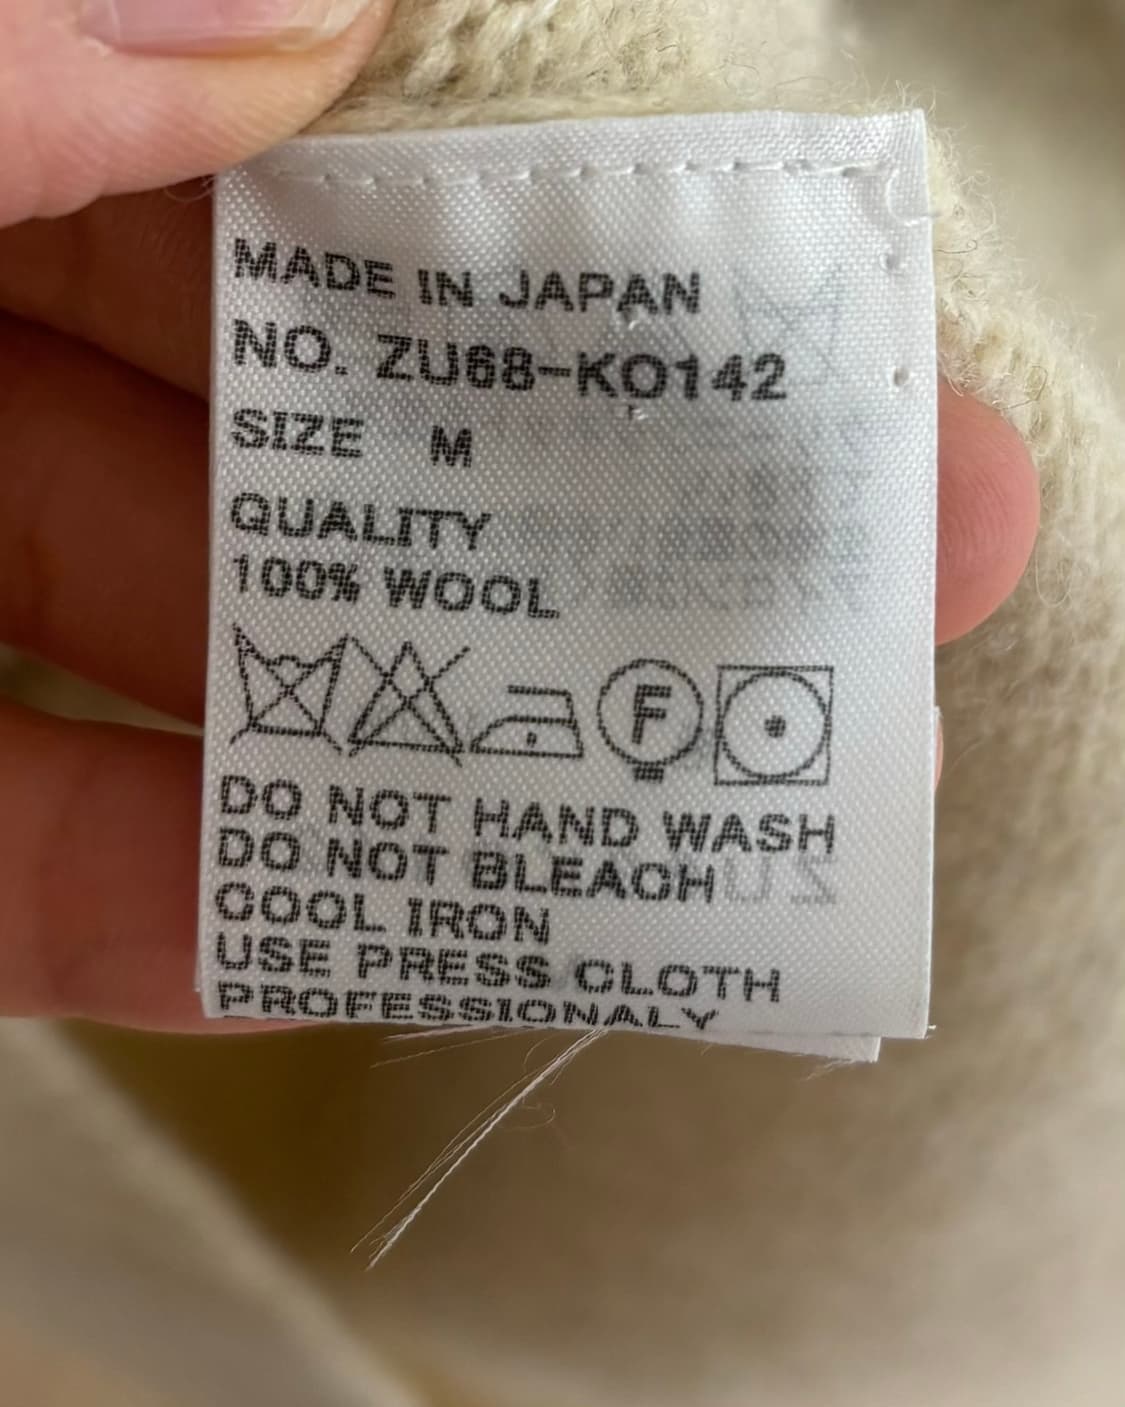 MADE IN JAPAN
NO. ZU68-KO142
SIZE M
QUALITY
100% WOOL
F
DO NOT HAND WASH
DO NOT BLEACH
COOL IRON
USE PRESS CLOTH
PROFESSIONALY